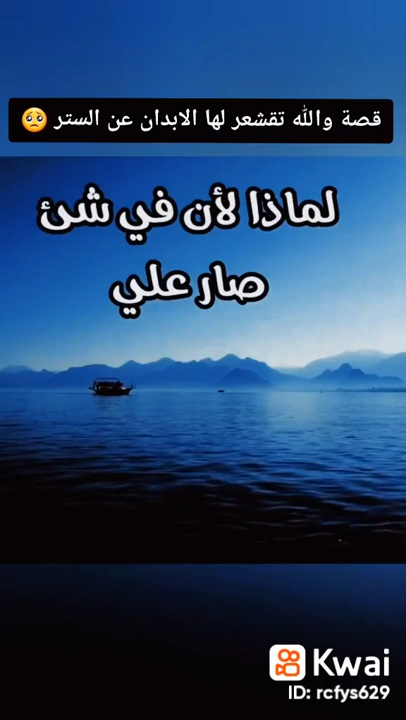 قصة والله تقشعر لها الابدان عن الستر 🥺
لماذا لأن في شئ
صار علي
Kwai
ID: rcfys629